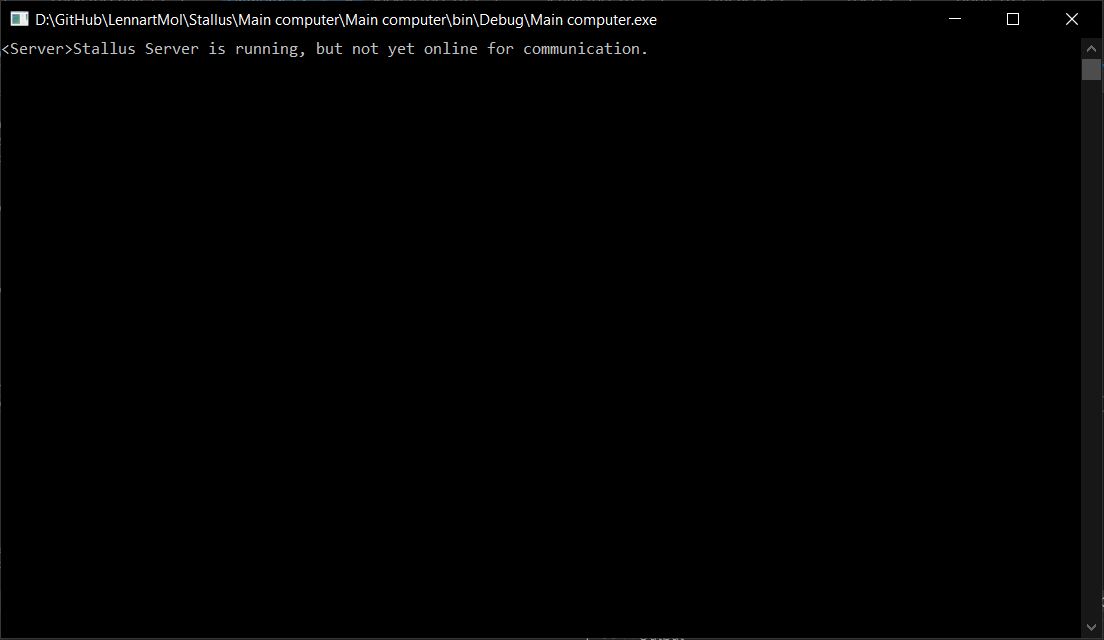 D:\GitHub\LennartMol\Stallus\Main computer\Main computer\bin\Debug\Main computer.exe
<Server>Stallus Server is running, but not yet online for communication.